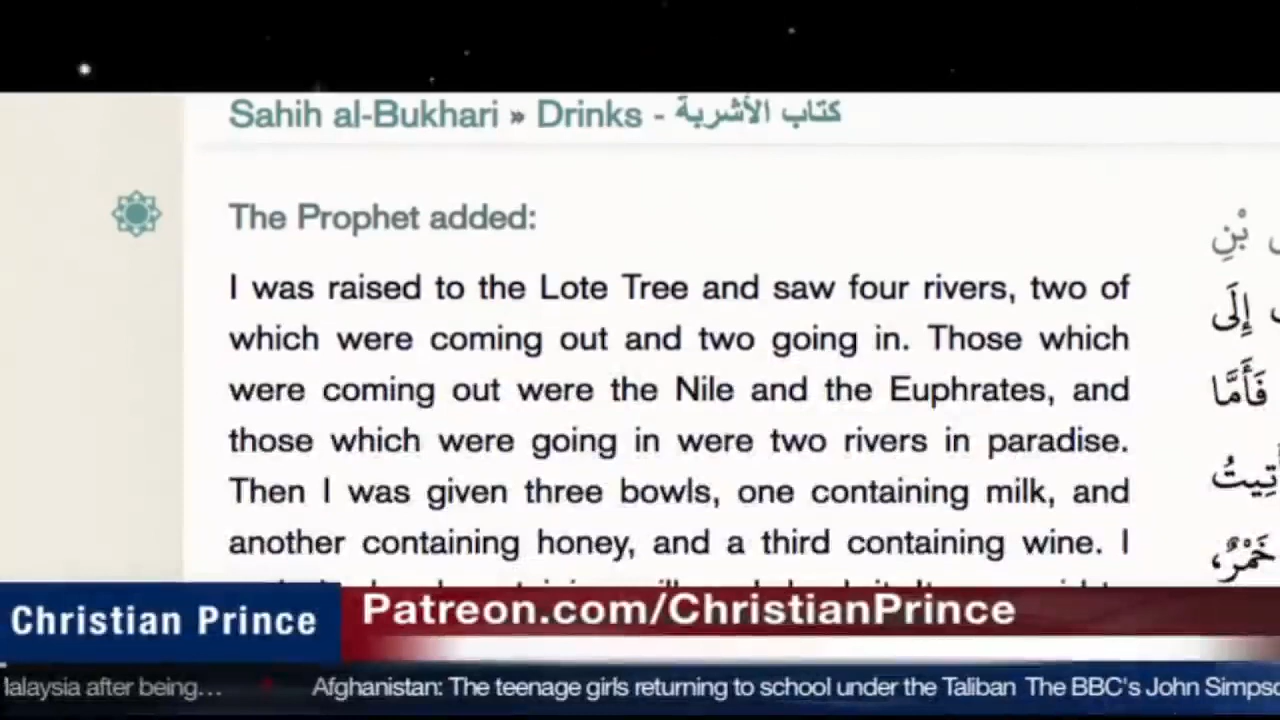 Sahih al-Bukhari » Drinks - كتاب الأشربة
The Prophet added:
I was raised to the Lote Tree and saw four rivers, two of
which were coming out and two going in. Those which
were coming out were the Nile and the Euphrates, and
those which were going in were two rivers in paradise.
Then I was given three bowls, one containing milk, and
another containing honey, and a third containing wine. I
بْنِ
إِلَى
فَأَمَّا
خَمْرٌ،
Christian Prince
Patreon.com/ChristianPrince
after being... Afghanistan: The teenage girls returning to school under the Taliban The BBC's John